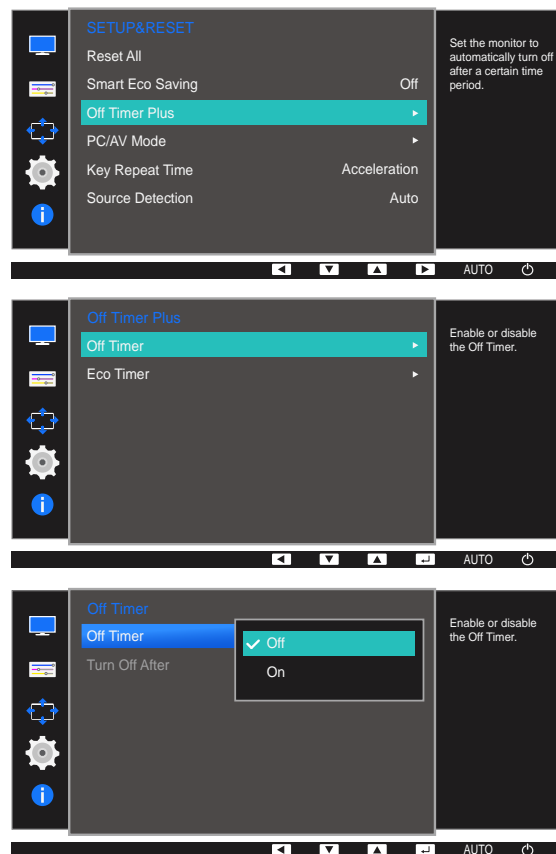 SETUP&RESET
Reset All
Smart Eco Saving Off
Off Timer Plus
PC/AV Mode
Key Repeat Time Acceleration
Source Detection Auto
Set the monitor to
automatically turn off
after a certain time
period.
AUTO
Off Timer Plus
Off Timer
Eco Timer
Enable or disable
the Off Timer.
AUTO
Off Timer
Off Timer
Turn Off After
Off
On
Enable or disable
the Off Timer.
AUTO